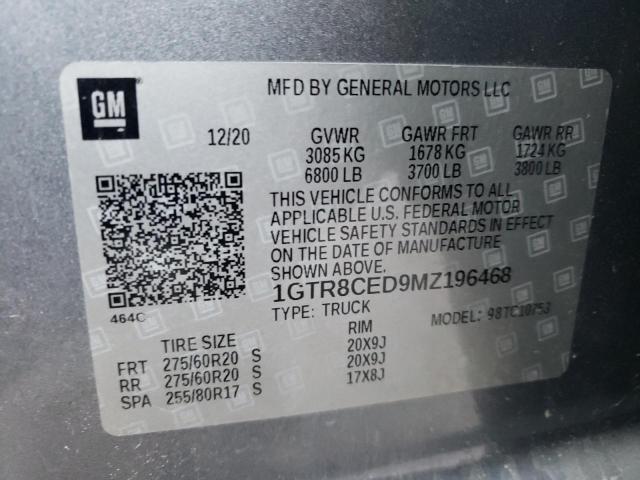 GM
MFD BY GENERAL MOTORS LLC
12/20 GVWR GAWR FRT GAWR RR
3085 KG 1678 KG 1724 KG
6800 LB 3700 LB 3800 LB
THIS VEHICLE CONFORMS TO ALL
APPLICABLE U.S. FEDERAL MOTOR
VEHICLE SAFETY STANDARDS IN EFFECT
ON THE DATE OF MANUFACTURE
SHOWN ABOVE.
464C
1GTR8CED9MZ196468
TYPE: TRUCK MODEL: 98TC10753
TIRE SIZE RIM
FRT 275/60R20 S 20X9J
RR 275/60R20 S 20X9J
SPA 255/80R17 S 17X8J